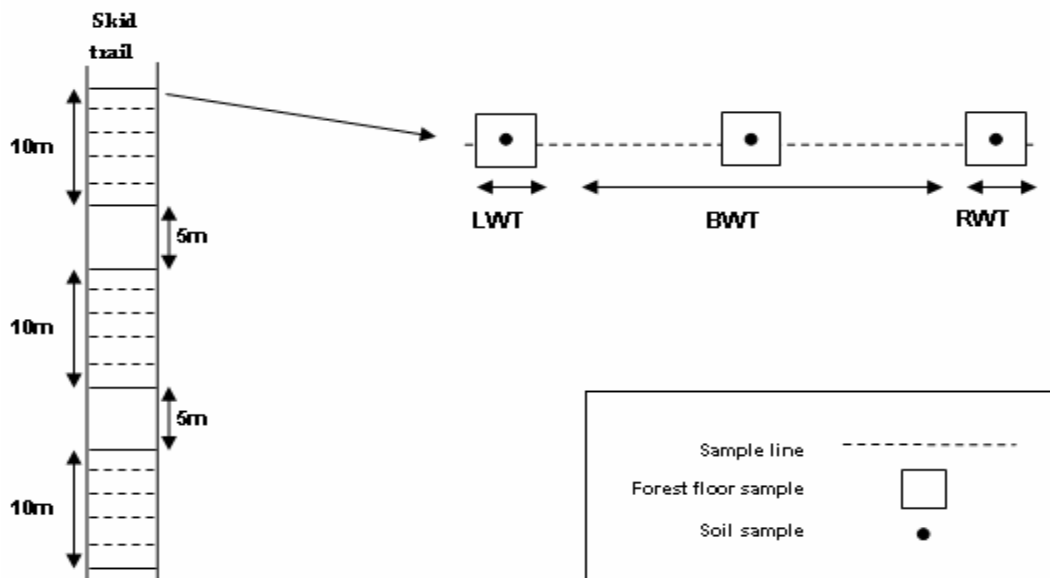 Skid
trail
10m
5m
10m
5m
10m
LWT
BWT
RWT
Sample line
Forest floor sample
Soil sample